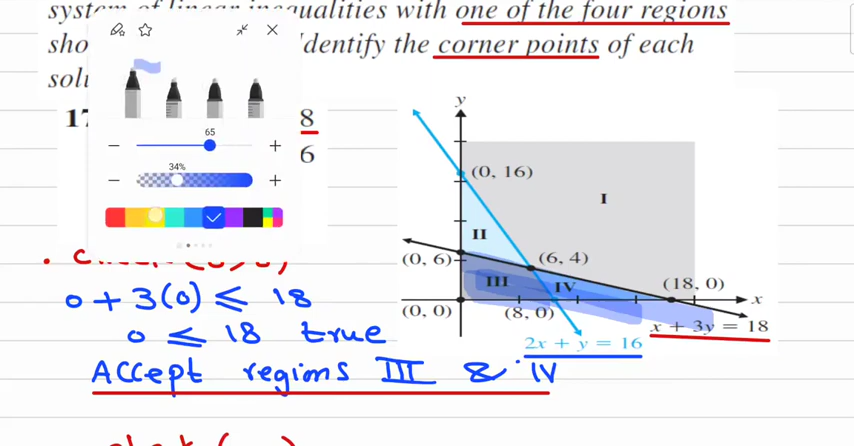 system of linear inequalities with one of the four regions
identify the corner points of each
17
8
6
65
34%
y
(0, 16)
I
II
(0, 6)
(6, 4)
III
IV
(18, 0)
x
(0, 0)
(8, 0)
x + 3y = 18
2x + y = 16
0 + 3(0) ≤ 18
0 ≤ 18 true
Accept regions III & IV